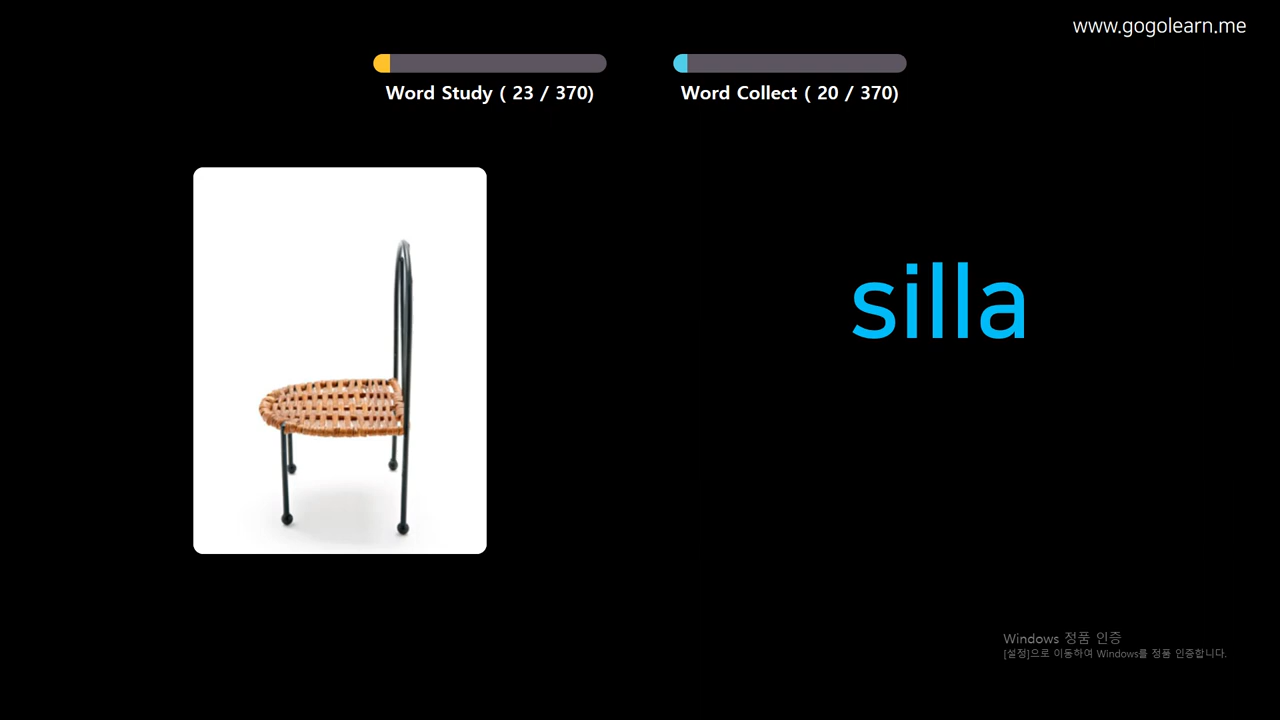 www.gogolearn.me
Word Study ( 23 / 370)
Word Collect ( 20 / 370)
silla
Windows 정품 인증
[설정]으로 이동하여 Windows를 정품 인증합니다.